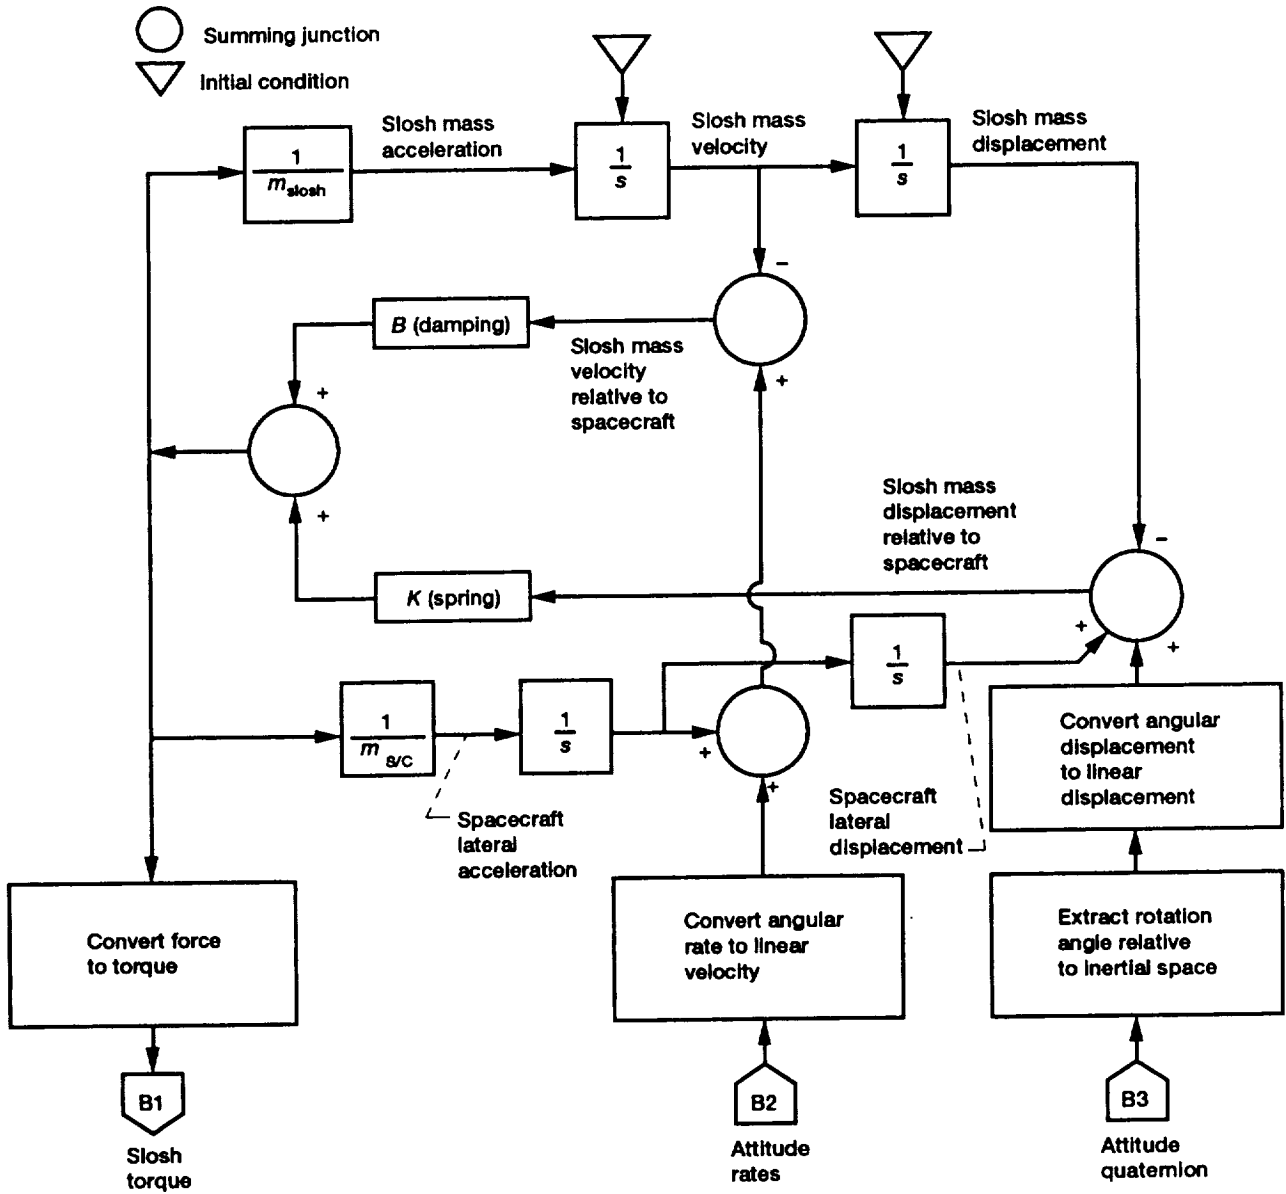 Summing junction
Initial condition
Slosh mass
acceleration
Slosh mass
velocity
Slosh mass
displacement
1
m slosh
1
s
1
s
−
B (damping)
Slosh mass
velocity
relative to
spacecraft
+
+
+
Slosh mass
displacement
relative to
spacecraft
−
K (spring)
+
+
1
s
1
m S/C
1
s
+
+
Convert angular
displacement
to linear
displacement
Spacecraft
lateral
acceleration
Spacecraft
lateral
displacement
Convert force
to torque
Convert angular
rate to linear
velocity
Extract rotation
angle relative
to inertial space
B1
B2
B3
Slosh
torque
Attitude
rates
Attitude
quaternion